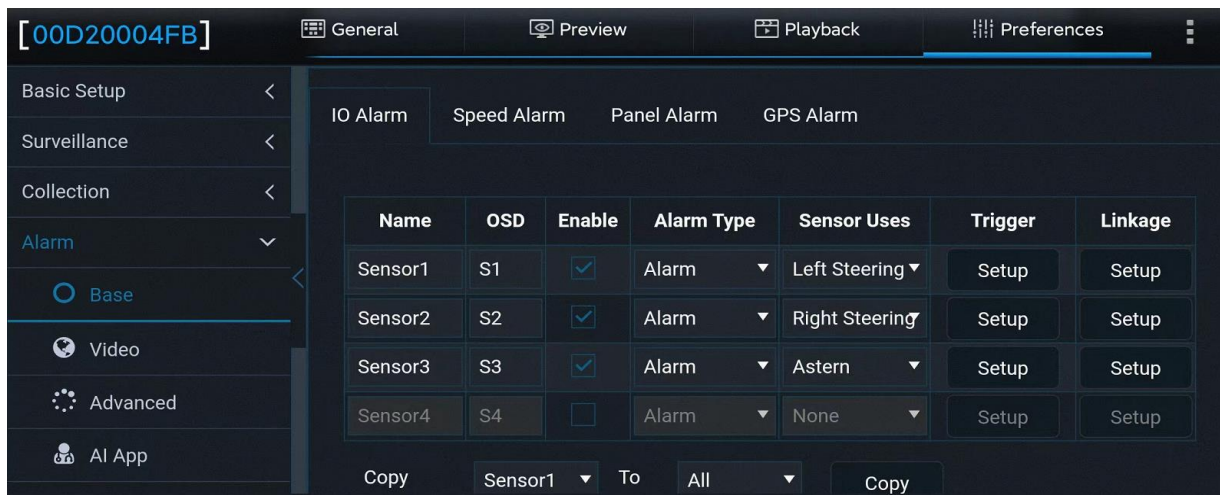 [00D20004FB] General Preview Playback Preferences
Basic Setup
Surveillance
Collection
Alarm
Base
Video
Advanced
AI App
IO Alarm Speed Alarm Panel Alarm GPS Alarm
Name OSD Enable Alarm Type Sensor Uses Trigger Linkage
Sensor1 S1 Alarm Left Steering Setup Setup
Sensor2 S2 Alarm Right Steering Setup Setup
Sensor3 S3 Alarm Astern Setup Setup
Sensor4 S4 Alarm None Setup Setup
Copy Sensor1 To All Copy